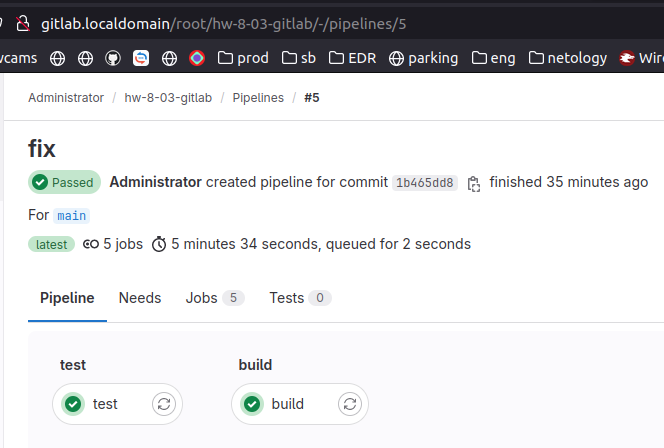 gitlab.localdomain/root/hw-8-03-gitlab/-/pipelines/5
wcams prod sb EDR parking eng netology Wir
Administrator / hw-8-03-gitlab / Pipelines / #5
fix
Passed Administrator created pipeline for commit 1b465dd8 finished 35 minutes ago
For main
latest 5 jobs 5 minutes 34 seconds, queued for 2 seconds
Pipeline Needs Jobs 5 Tests 0
test build
test build